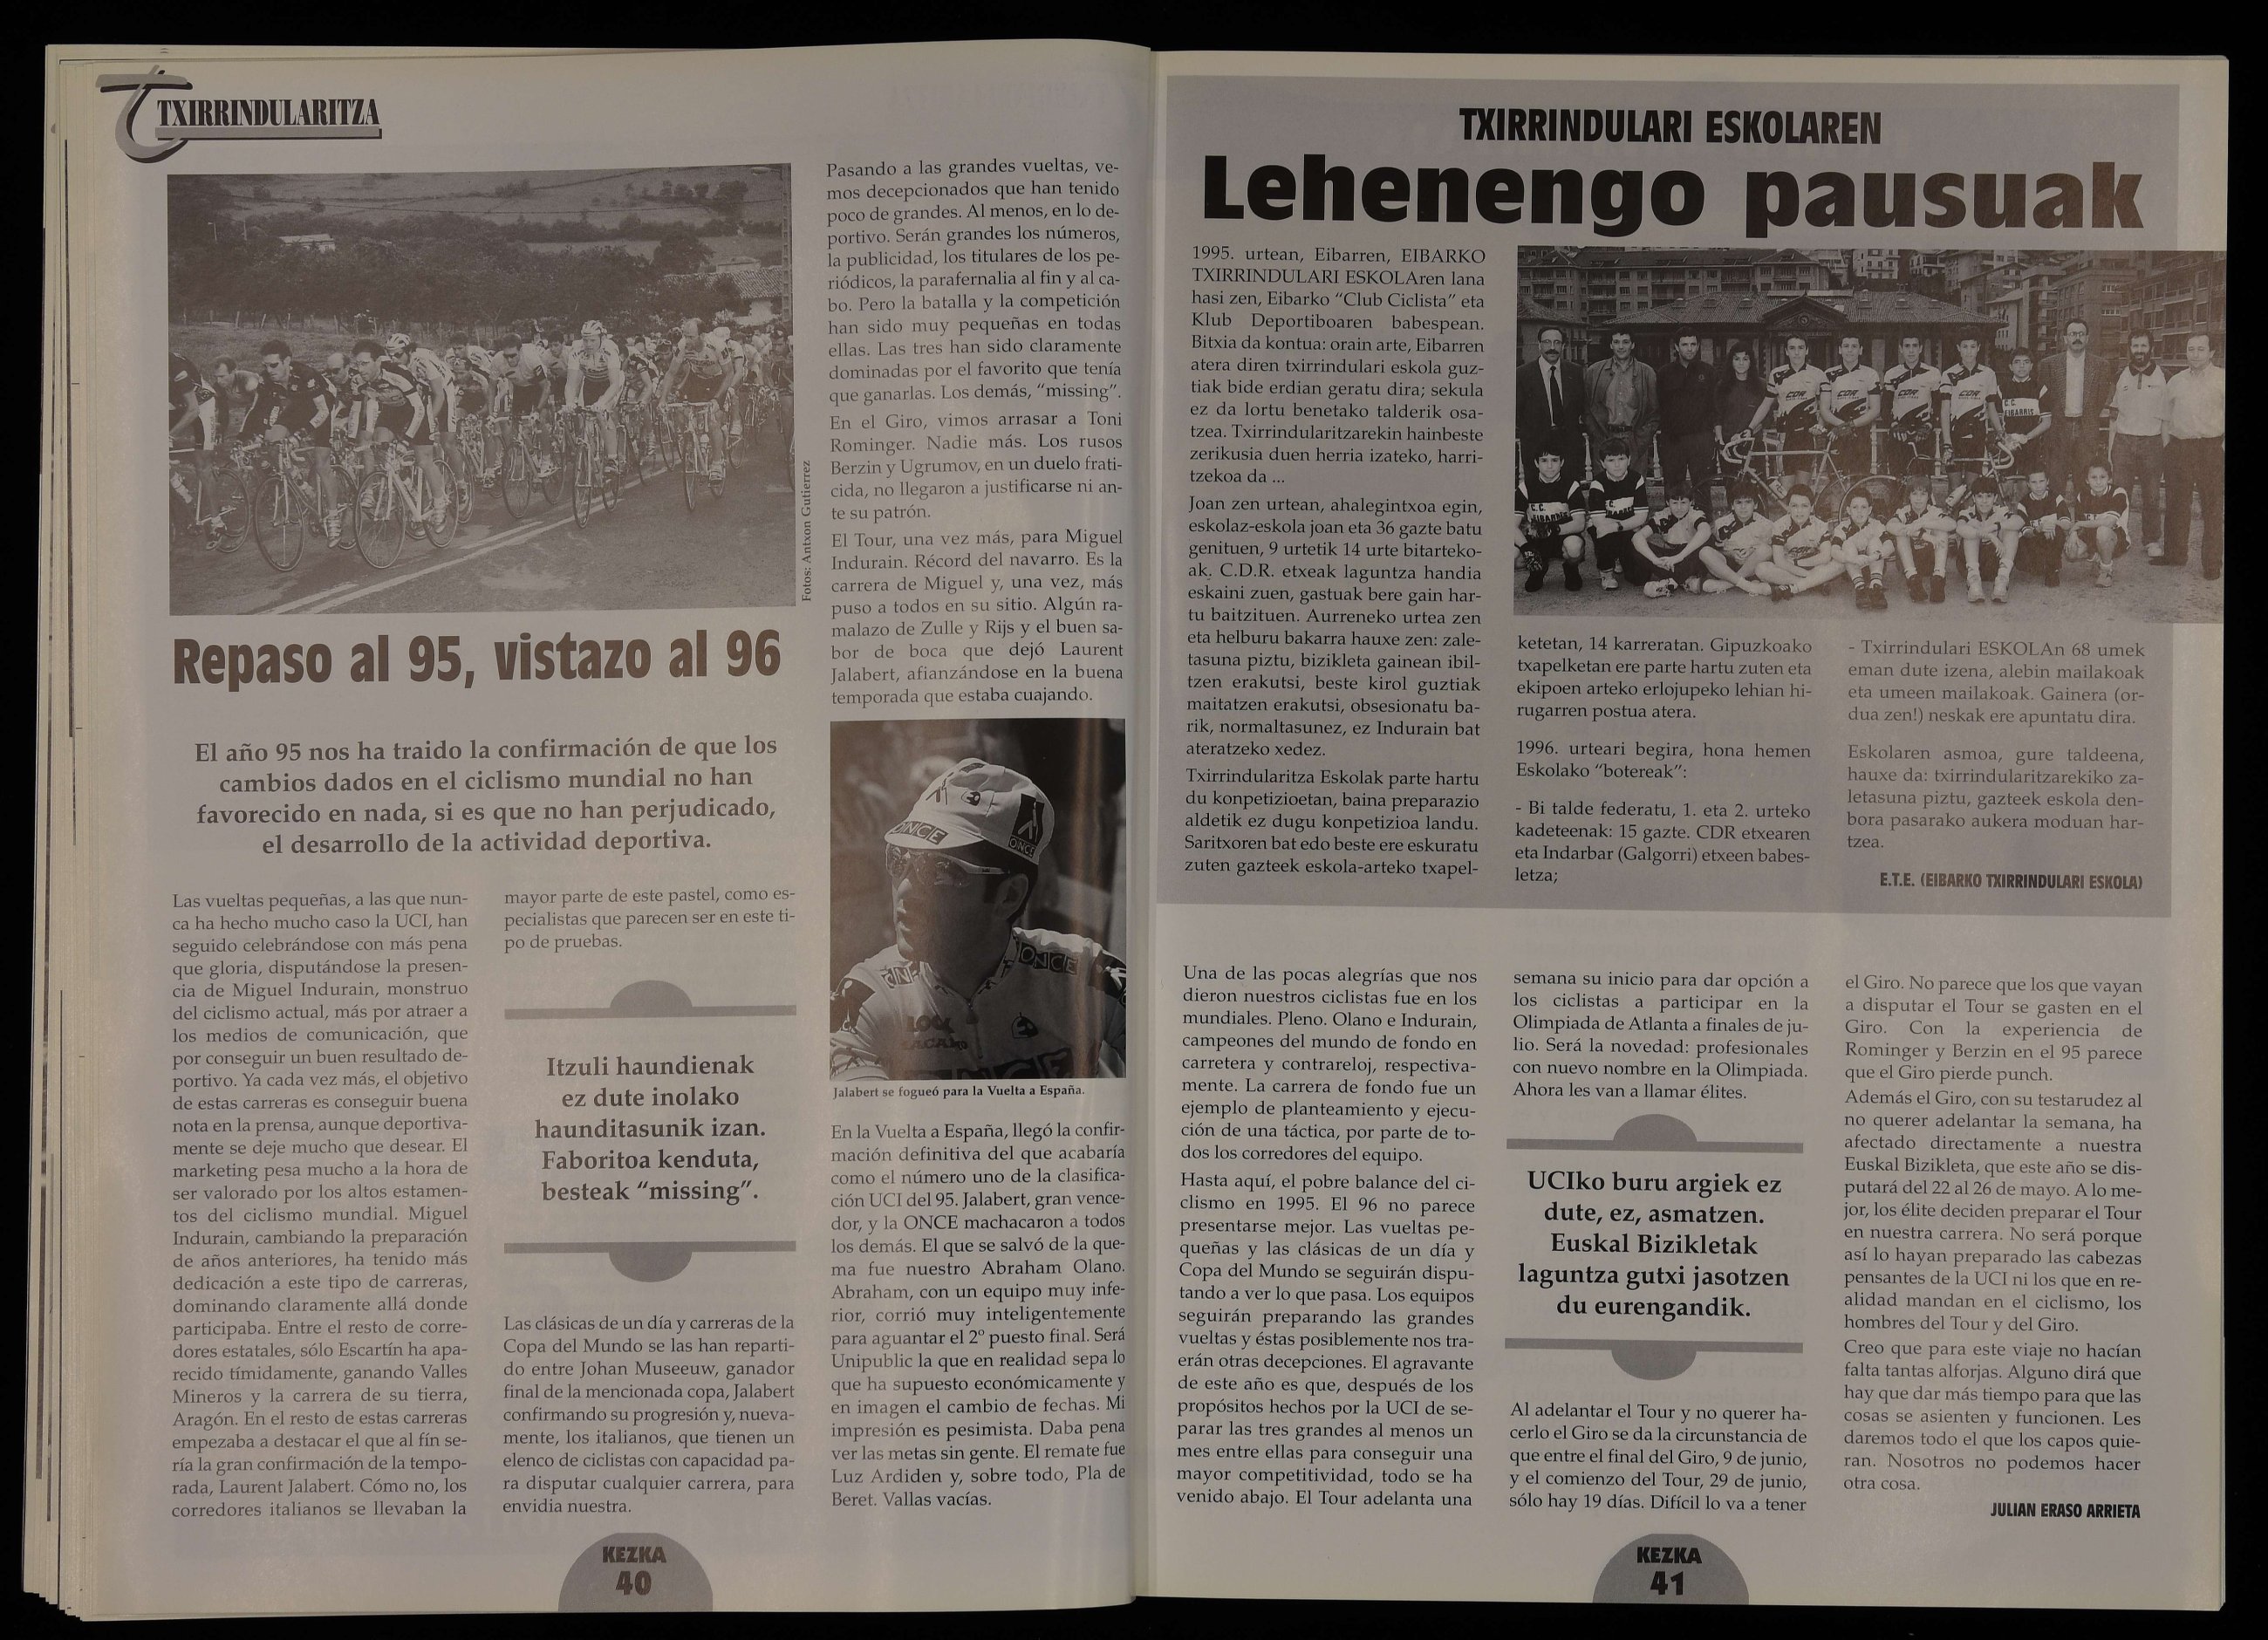 TXIRRINDULARITZA
Fotos: Antxon Gutierrez
Repaso al 95, vistazo al 96
El año 95 nos ha traido la confirmación de que los
cambios dados en el ciclismo mundial no han
favorecido en nada, si es que no han perjudicado,
el desarrollo de la actividad deportiva.
Las vueltas pequeñas, a las que nun-
ca ha hecho mucho caso la UCI, han
seguido celebrándose con más pena
que gloria, disputándose la presen-
cia de Miguel Indurain, monstruo
del ciclismo actual, más por atraer a
los medios de comunicación, que
por conseguir un buen resultado de-
portivo. Ya cada vez más, el objetivo
de estas carreras es conseguir buena
nota en la prensa, aunque deportiva-
mente se deje mucho que desear. El
marketing pesa mucho a la hora de
ser valorado por los altos estamen-
tos del ciclismo mundial. Miguel
Indurain, cambiando la preparación
de años anteriores, ha tenido más
dedicación a este tipo de carreras,
dominando claramente allá donde
participaba. Entre el resto de corre-
dores estatales, sólo Escartín ha apa-
recido tímidamente, ganando Valles
Mineros y la carrera de su tierra,
Aragón. En el resto de estas carreras
empezaba a destacar el que al fín se-
ría la gran confirmación de la tempo-
rada, Laurent Jalabert. Cómo no, los
corredores italianos se llevaban la
mayor parte de este pastel, como es-
pecialistas que parecen ser en este ti-
po de pruebas.
Itzuli haundienak
ez dute inolako
haunditasunik izan.
Faboritoa kenduta,
besteak “missing”.
Las clásicas de un día y carreras de la
Copa del Mundo se las han reparti-
do entre Johan Museeuw, ganador
final de la mencionada copa, Jalabert
confirmando su progresión y, nueva-
mente, los italianos, que tienen un
elenco de ciclistas con capacidad pa-
ra disputar cualquier carrera, para
envidia nuestra.
Pasando a las grandes vueltas, ve-
mos decepcionados que han tenido
poco de grandes. Al menos, en lo de-
portivo. Serán grandes los números,
la publicidad, los titulares de los pe-
riódicos, la parafernalia al fin y al ca-
bo. Pero la batalla y la competición
han sido muy pequeñas en todas
ellas. Las tres han sido claramente
dominadas por el favorito que tenía
que ganarlas. Los demás, “missing”.
En el Giro, vimos arrasar a Toni
Rominger. Nadie más. Los rusos
Berzin y Ugrumov, en un duelo frati-
cida, no llegaron a justificarse ni an-
te su patrón.
El Tour, una vez más, para Miguel
Indurain. Récord del navarro. Es la
carrera de Miguel y, una vez, más
puso a todos en su sitio. Algún ra-
malazo de Zulle y Rijs y el buen sa-
bor de boca que dejó Laurent
Jalabert, afianzándose en la buena
temporada que estaba cuajando.
ONCE
ONCE
ONCE
Jalabert se fogueó para la Vuelta a España.
En la Vuelta a España, llegó la confir-
mación definitiva del que acabaría
como el número uno de la clasifica-
ción UCI del 95. Jalabert, gran vence-
dor, y la ONCE machacaron a todos
los demás. El que se salvó de la que-
ma fue nuestro Abraham Olano.
Abraham, con un equipo muy infe-
rior, corrió muy inteligentemente
para aguantar el 2º puesto final. Será
Unipublic la que en realidad sepa lo
que ha supuesto económicamente y
en imagen el cambio de fechas. Mi
impresión es pesimista. Daba pena
ver las metas sin gente. El remate fue
Luz Ardiden y, sobre todo, Pla de
Beret. Vallas vacías.
KEZKA
40
TXIRRINDULARI ESKOLAREN
Lehenengo pausuak
1995. urtean, Eibarren, EIBARKO
TXIRRINDULARI ESKOLAren lana
hasi zen, Eibarko “Club Ciclista” eta
Klub Deportiboaren babespean.
Bitxia da kontua: orain arte, Eibarren
atera diren txirrindulari eskola guz-
tiak bide erdian geratu dira; sekula
ez da lortu benetako talderik osa-
tzea. Txirrindularitzarekin hainbeste
zerikusia duen herria izateko, harri-
tzekoa da ...
Joan zen urtean, ahalegintxoa egin,
eskolaz-eskola joan eta 36 gazte batu
genituen, 9 urtetik 14 urte bitarteko-
ak. C.D.R. etxeak laguntza handia
eskaini zuen, gastuak bere gain har-
tu baitzituen. Aurreneko urtea zen
eta helburu bakarra hauxe zen: zale-
tasuna piztu, bizikleta gainean ibil-
tzen erakutsi, beste kirol guztiak
maitatzen erakutsi, obsesionatu ba-
rik, normaltasunez, ez Indurain bat
ateratzeko xedez.
Txirrindularitza Eskolak parte hartu
du konpetizioetan, baina preparazio
aldetik ez dugu konpetizioa landu.
Saritxoren bat edo beste ere eskuratu
zuten gazteek eskola-arteko txapel-
ketetan, 14 karreratan. Gipuzkoako
txapelketan ere parte hartu zuten eta
ekipoen arteko erlojupeko lehian hi-
rugarren postua atera.
1996. urteari begira, hona hemen
Eskolako “botereak”:
- Bi talde federatu, 1. eta 2. urteko
kadeteenak: 15 gazte. CDR etxearen
eta Indarbar (Galgorri) etxeen babes-
letza;
- Txirrindulari ESKOLAn 68 umek
eman dute izena, alebin mailakoak
eta umeen mailakoak. Gainera (or-
dua zen!) neskak ere apuntatu dira.
Eskolaren asmoa, gure taldeena,
hauxe da: txirrindularitzarekiko za-
letasuna piztu, gazteek eskola den-
bora pasarako aukera moduan har-
tzea.
E.T.E. (EIBARKO TXIRRINDULARI ESKOLA)
Una de las pocas alegrías que nos
dieron nuestros ciclistas fue en los
mundiales. Pleno. Olano e Indurain,
campeones del mundo de fondo en
carretera y contrareloj, respectiva-
mente. La carrera de fondo fue un
ejemplo de planteamiento y ejecu-
ción de una táctica, por parte de to-
dos los corredores del equipo.
Hasta aquí, el pobre balance del ci-
clismo en 1995. El 96 no parece
presentarse mejor. Las vueltas pe-
queñas y las clásicas de un día y
Copa del Mundo se seguirán dispu-
tando a ver lo que pasa. Los equipos
seguirán preparando las grandes
vueltas y éstas posiblemente nos tra-
erán otras decepciones. El agravante
de este año es que, después de los
propósitos hechos por la UCI de se-
parar las tres grandes al menos un
mes entre ellas para conseguir una
mayor competitividad, todo se ha
venido abajo. El Tour adelanta una
semana su inicio para dar opción a
los ciclistas a participar en la
Olimpiada de Atlanta a finales de ju-
lio. Será la novedad: profesionales
con nuevo nombre en la Olimpiada.
Ahora les van a llamar élites.
UCIko buru argiek ez
dute, ez, asmatzen.
Euskal Bizikletak
laguntza gutxi jasotzen
du eurengandik.
Al adelantar el Tour y no querer ha-
cerlo el Giro se da la circunstancia de
que entre el final del Giro, 9 de junio,
y el comienzo del Tour, 29 de junio,
sólo hay 19 días. Difícil lo va a tener
el Giro. No parece que los que vayan
a disputar el Tour se gasten en el
Giro. Con la experiencia de
Rominger y Berzin en el 95 parece
que el Giro pierde punch.
Además el Giro, con su testarudez al
no querer adelantar la semana, ha
afectado directamente a nuestra
Euskal Bizikleta, que este año se dis-
putará del 22 al 26 de mayo. A lo me-
jor, los élite deciden preparar el Tour
en nuestra carrera. No será porque
así lo hayan preparado las cabezas
pensantes de la UCI ni los que en re-
alidad mandan en el ciclismo, los
hombres del Tour y del Giro.
Creo que para este viaje no hacían
falta tantas alforjas. Alguno dirá que
hay que dar más tiempo para que las
cosas se asienten y funcionen. Les
daremos todo el que los capos quie-
ran. Nosotros no podemos hacer
otra cosa.
JULIAN ERASO ARRIETA
KEZKA
41